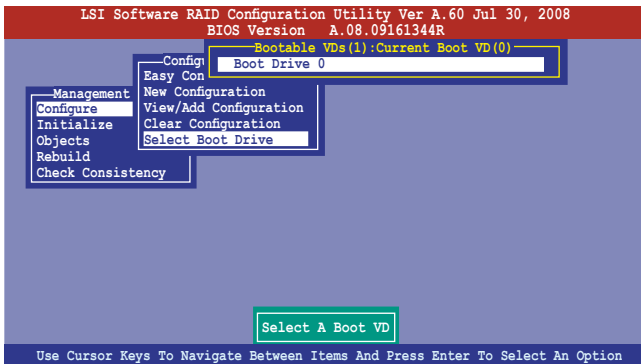 LSI Software RAID Configuration Utility Ver A.60 Jul 30, 2008
BIOS Version A.08.09161344R
Bootable VDs(1):Current Boot VD(0)
Boot Drive 0
Configu
Easy Con
New Configuration
View/Add Configuration
Clear Configuration
Select Boot Drive
Management
Configure
Initialize
Objects
Rebuild
Check Consistency
Select A Boot VD
Use Cursor Keys To Navigate Between Items And Press Enter To Select An Option